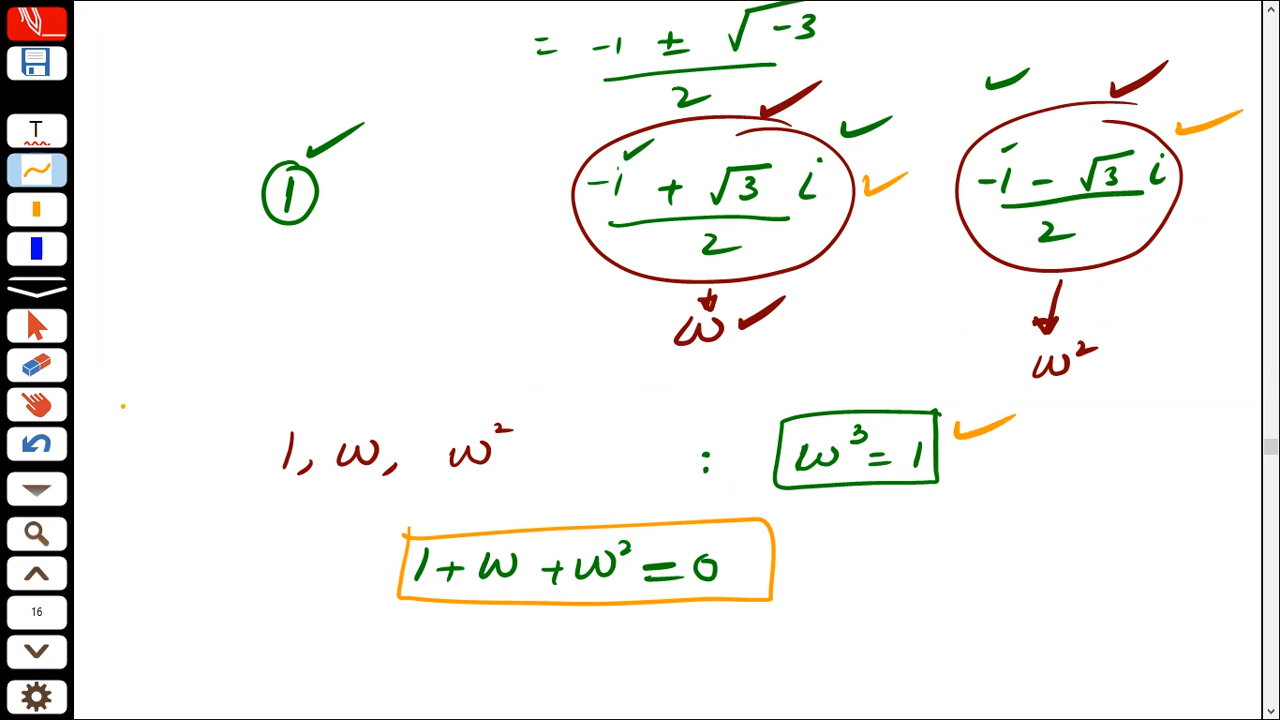 = -1 ± √-3 / 2
1
-1 + √3 i / 2
-1 - √3 i / 2
ω
ω²
1, ω, ω² : ω³ = 1
1 + ω + ω² = 0
T
16